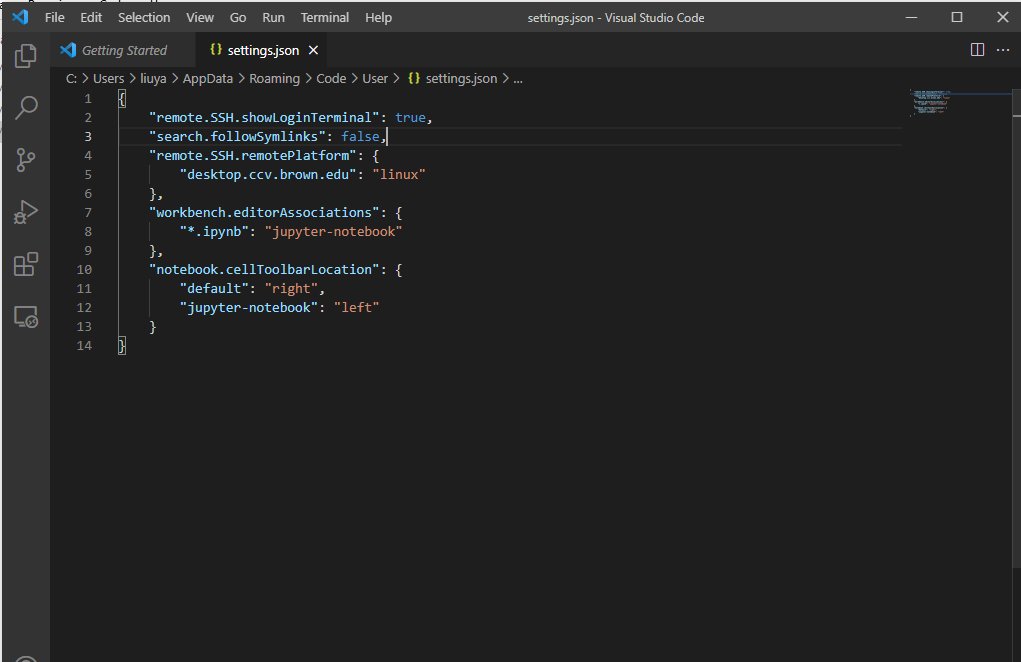 File Edit Selection View Go Run Terminal Help settings.json - Visual Studio Code
Getting Started {} settings.json
C: > Users > liuya > AppData > Roaming > Code > User > {} settings.json > ...
1 {
2 "remote.SSH.showLoginTerminal": true,
3 "search.followSymlinks": false,
4 "remote.SSH.remotePlatform": {
5 "desktop.ccv.brown.edu": "linux"
6 },
7 "workbench.editorAssociations": {
8 "*.ipynb": "jupyter-notebook"
9 },
10 "notebook.cellToolbarLocation": {
11 "default": "right",
12 "jupyter-notebook": "left"
13 }
14 }